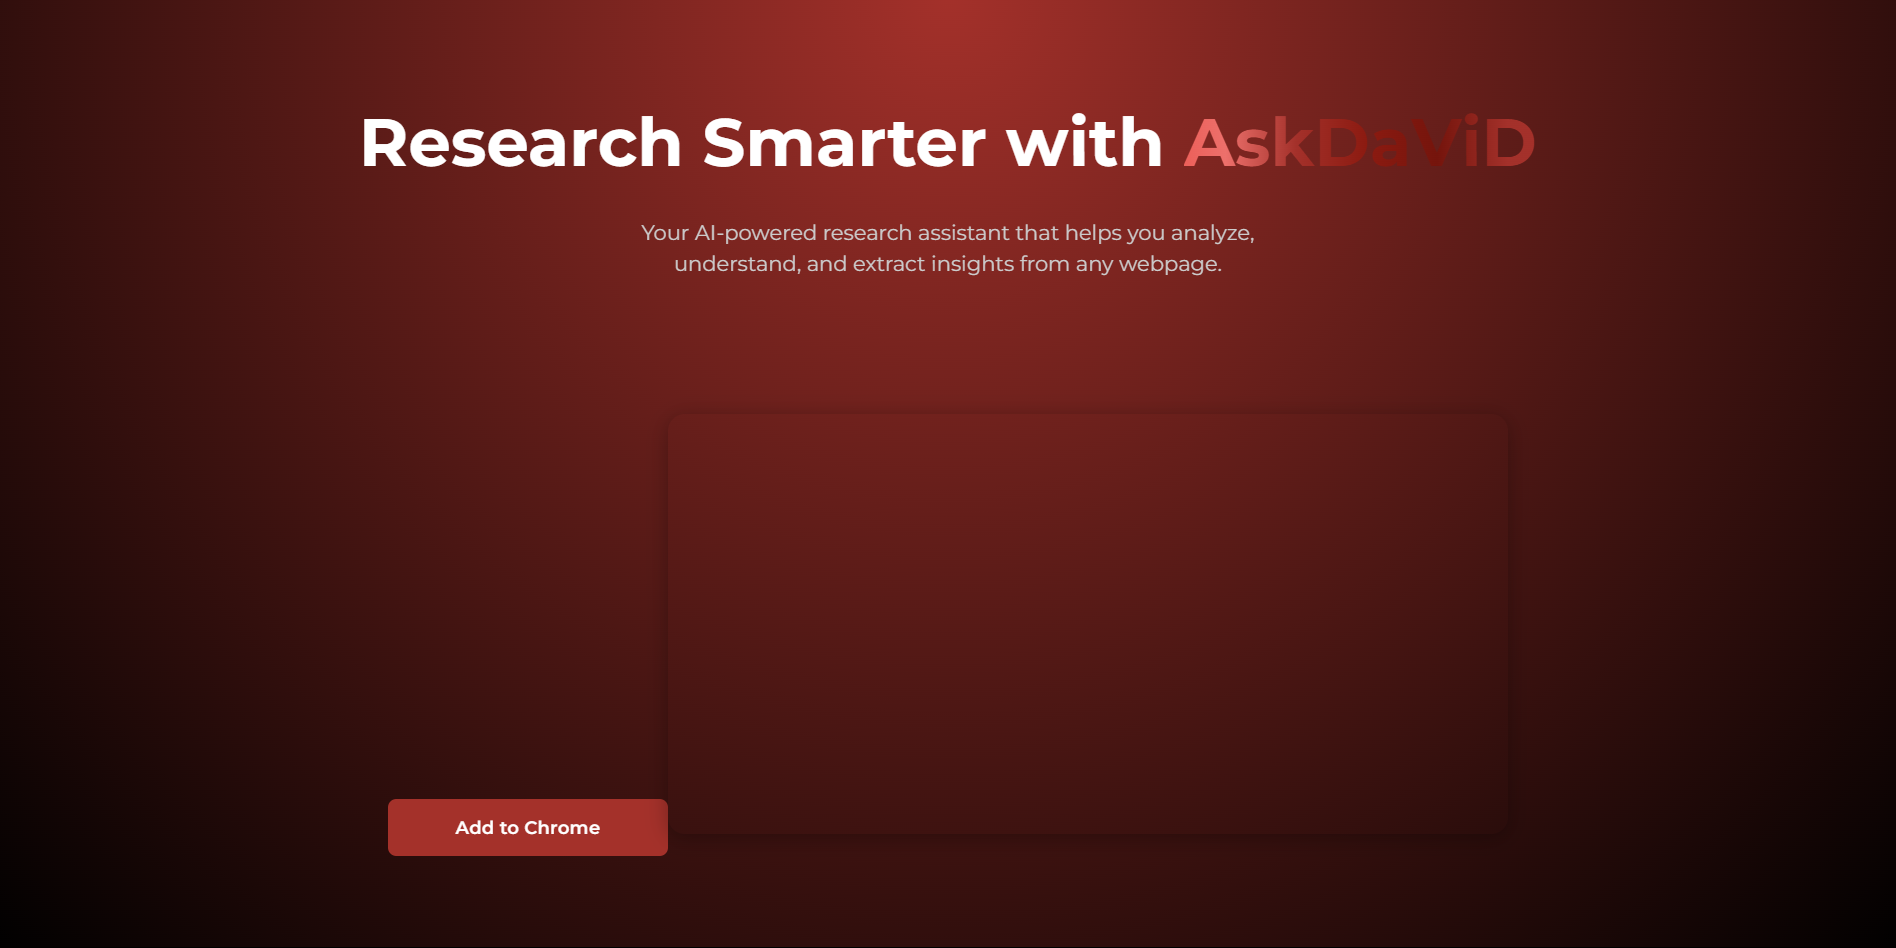 Research Smarter with AskDaViD
Your AI-powered research assistant that helps you analyze,
understand, and extract insights from any webpage.
Add to Chrome